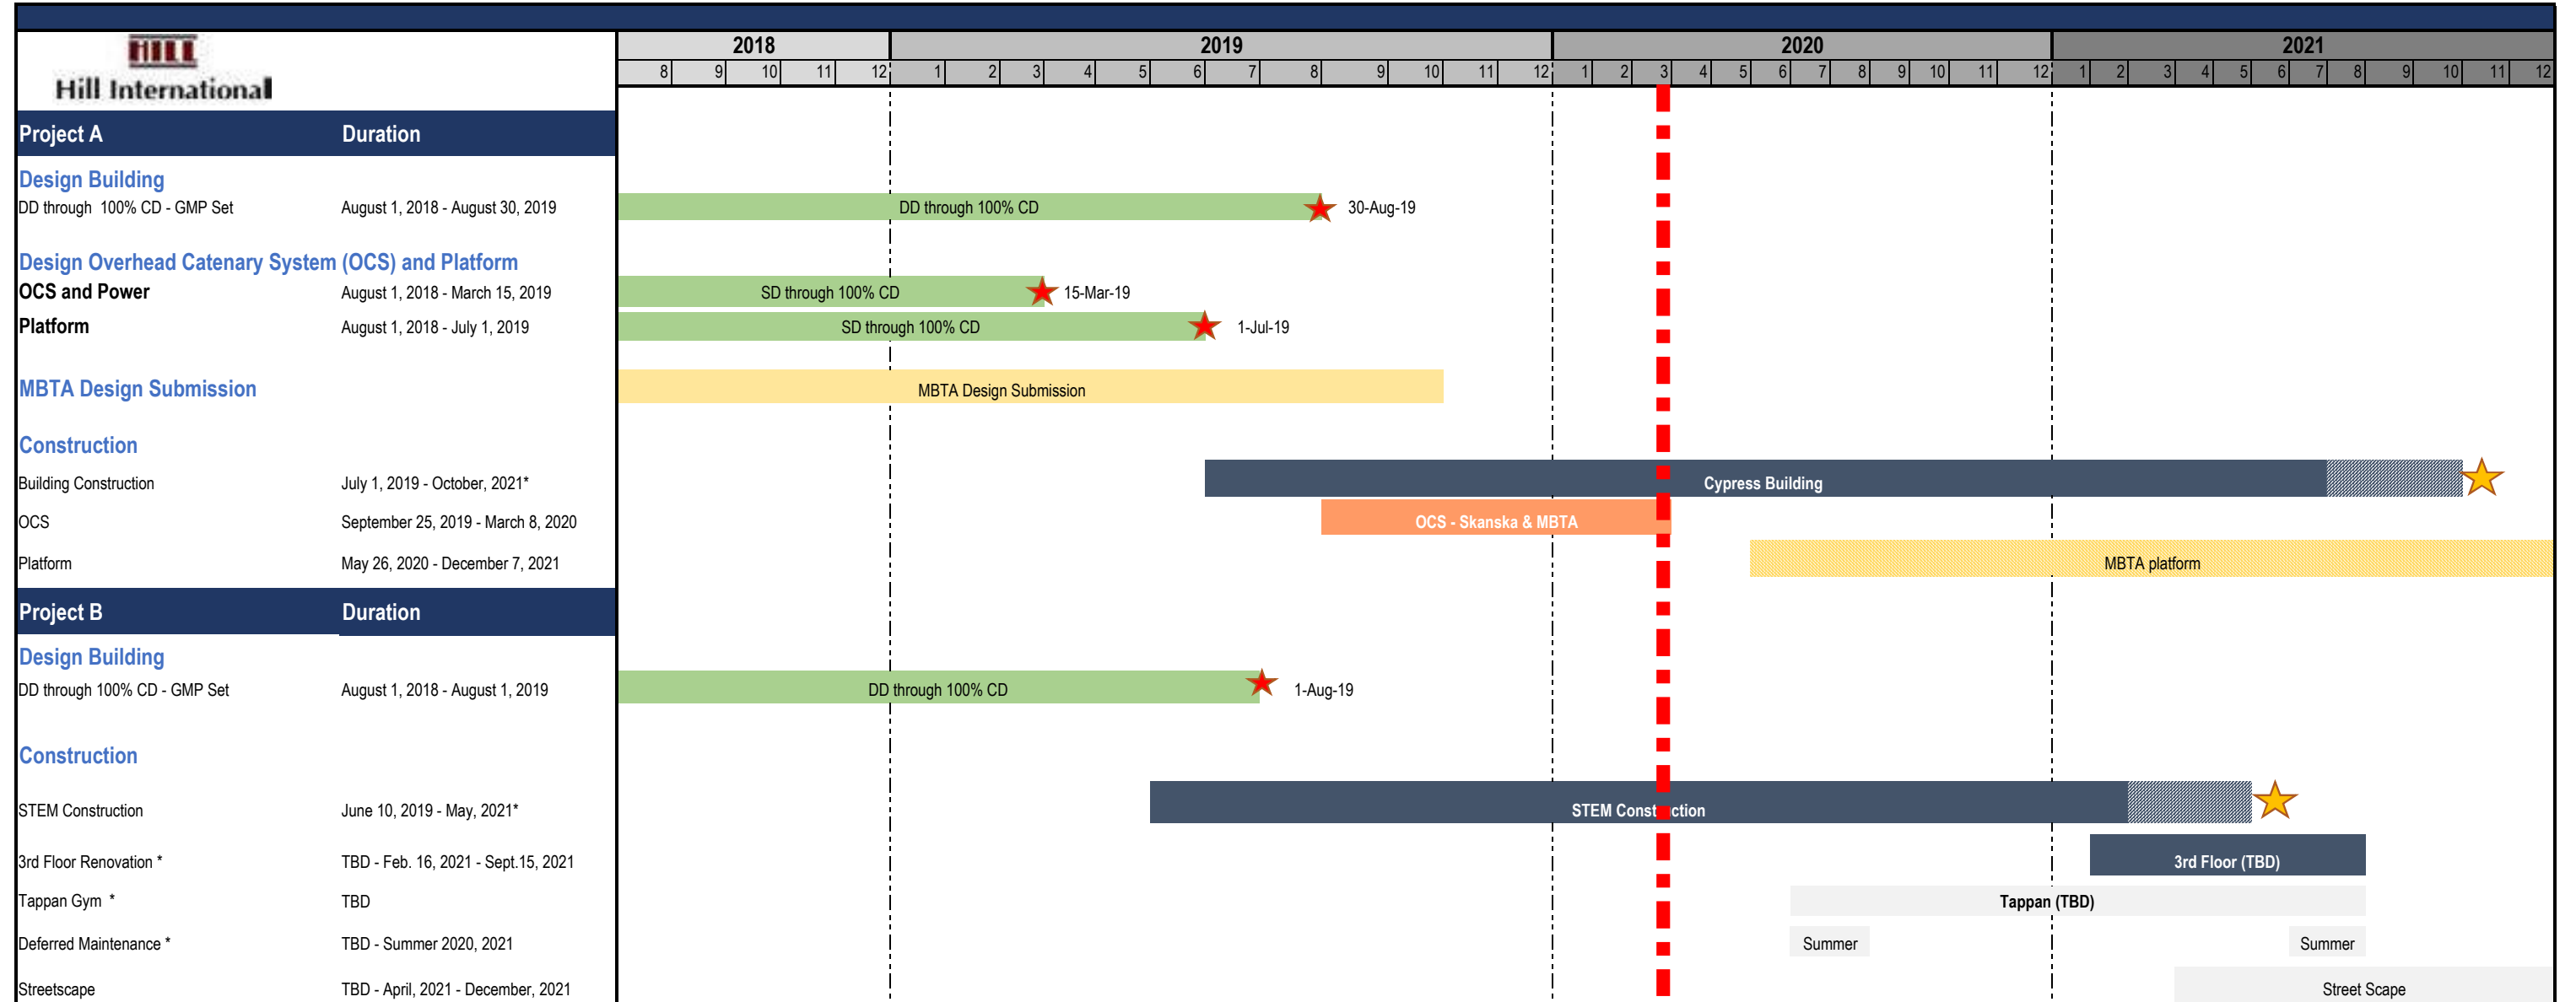 HILL
Hill International
2018 2019 2020 2021
8 9 10 11 12 1 2 3 4 5 6 7 8 9 10 11 12 1 2 3 4 5 6 7 8 9 10 11 12 1 2 3 4 5 6 7 8 9 10 11 12
Project A Duration
Design Building
DD through 100% CD - GMP Set August 1, 2018 - August 30, 2019 DD through 100% CD 30-Aug-19
Design Overhead Catenary System (OCS) and Platform
OCS and Power August 1, 2018 - March 15, 2019 SD through 100% CD 15-Mar-19
Platform August 1, 2018 - July 1, 2019 SD through 100% CD 1-Jul-19
MBTA Design Submission MBTA Design Submission
Construction
Building Construction July 1, 2019 - October, 2021* Cypress Building
OCS September 25, 2019 - March 8, 2020 OCS - Skanska & MBTA
Platform May 26, 2020 - December 7, 2021 MBTA platform
Project B Duration
Design Building
DD through 100% CD - GMP Set August 1, 2018 - August 1, 2019 DD through 100% CD 1-Aug-19
Construction
STEM Construction June 10, 2019 - May, 2021* STEM Construction
3rd Floor Renovation * TBD - Feb. 16, 2021 - Sept.15, 2021 3rd Floor (TBD)
Tappan Gym * TBD Tappan (TBD)
Deferred Maintenance * TBD - Summer 2020, 2021 Summer Summer
Streetscape TBD - April, 2021 - December, 2021 Street Scape